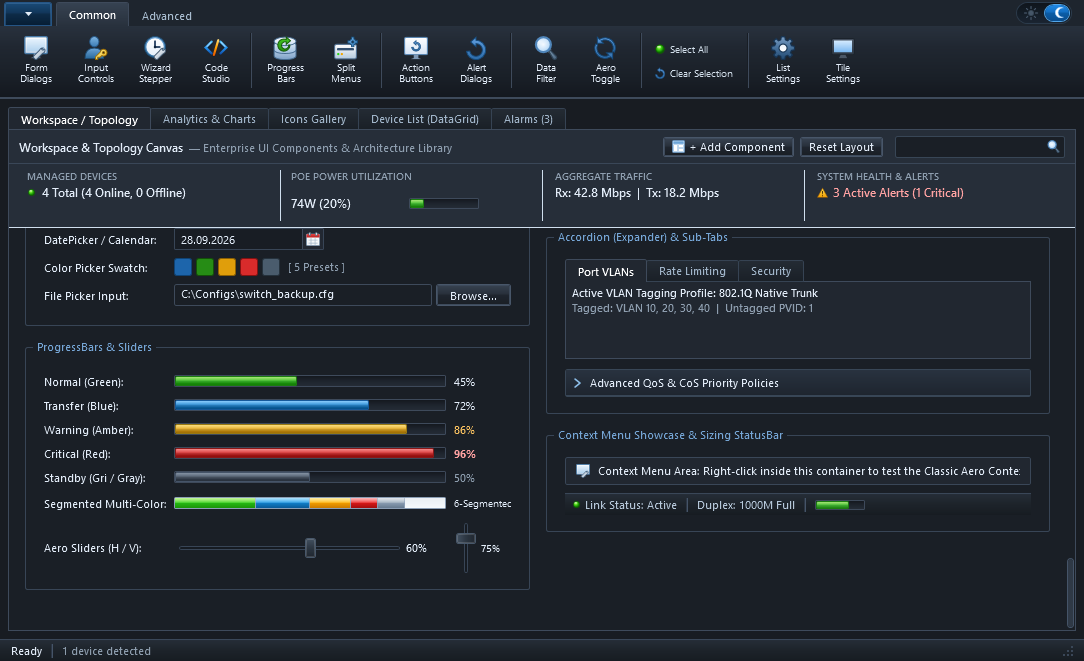 Common
Advanced
Form Dialogs
Input Controls
Wizard Stepper
Code Studio
Progress Bars
Split Menus
Action Buttons
Alert Dialogs
Data Filter
Aero Toggle
Select All
Clear Selection
List Settings
Tile Settings
Workspace / Topology
Analytics & Charts
Icons Gallery
Device List (DataGrid)
Alarms (3)
Workspace & Topology Canvas — Enterprise UI Components & Architecture Library
+ Add Component
Reset Layout
MANAGED DEVICES
4 Total (4 Online, 0 Offline)
POE POWER UTILIZATION
74W (20%)
AGGREGATE TRAFFIC
Rx: 42.8 Mbps | Tx: 18.2 Mbps
SYSTEM HEALTH & ALERTS
3 Active Alerts (1 Critical)
DatePicker / Calendar:
28.09.2026
Color Picker Swatch:
[ 5 Presets ]
File Picker Input:
C:\Configs\switch_backup.cfg
Browse...
ProgressBars & Sliders
Normal (Green):
45%
Transfer (Blue):
72%
Warning (Amber):
86%
Critical (Red):
96%
Standby (Gri / Gray):
50%
Segmented Multi-Color:
6-Segmentec
Aero Sliders (H / V):
60%
75%
Accordion (Expander) & Sub-Tabs
Port VLANs
Rate Limiting
Security
Active VLAN Tagging Profile: 802.1Q Native Trunk
Tagged: VLAN 10, 20, 30, 40 | Untagged PVID: 1
Advanced QoS & CoS Priority Policies
Context Menu Showcase & Sizing StatusBar
Context Menu Area: Right-click inside this container to test the Classic Aero Conte
Link Status: Active
Duplex: 1000M Full
Ready
1 device detected